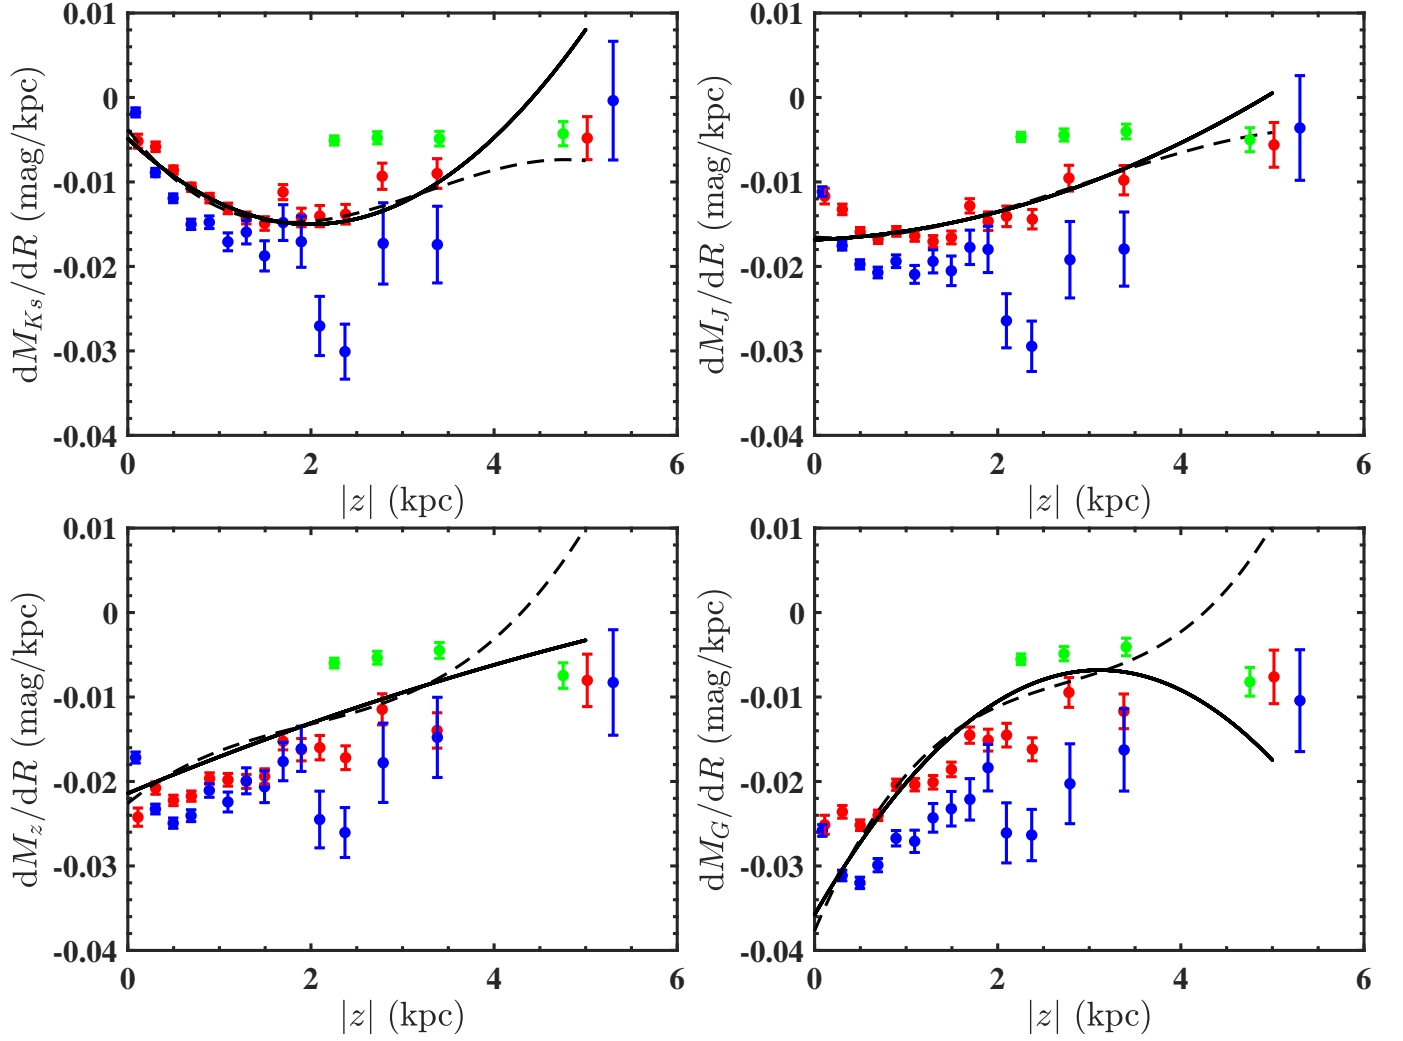 0.01
0
-0.01
-0.02
-0.03
-0.04
dM_{Ks}/dR (mag/kpc)
0 2 4 6
|z| (kpc)
0.01
0
-0.01
-0.02
-0.03
-0.04
dM_J/dR (mag/kpc)
0 2 4 6
|z| (kpc)
0.01
0
-0.01
-0.02
-0.03
-0.04
dM_z/dR (mag/kpc)
0 2 4 6
|z| (kpc)
0.01
0
-0.01
-0.02
-0.03
-0.04
dM_G/dR (mag/kpc)
0 2 4 6
|z| (kpc)